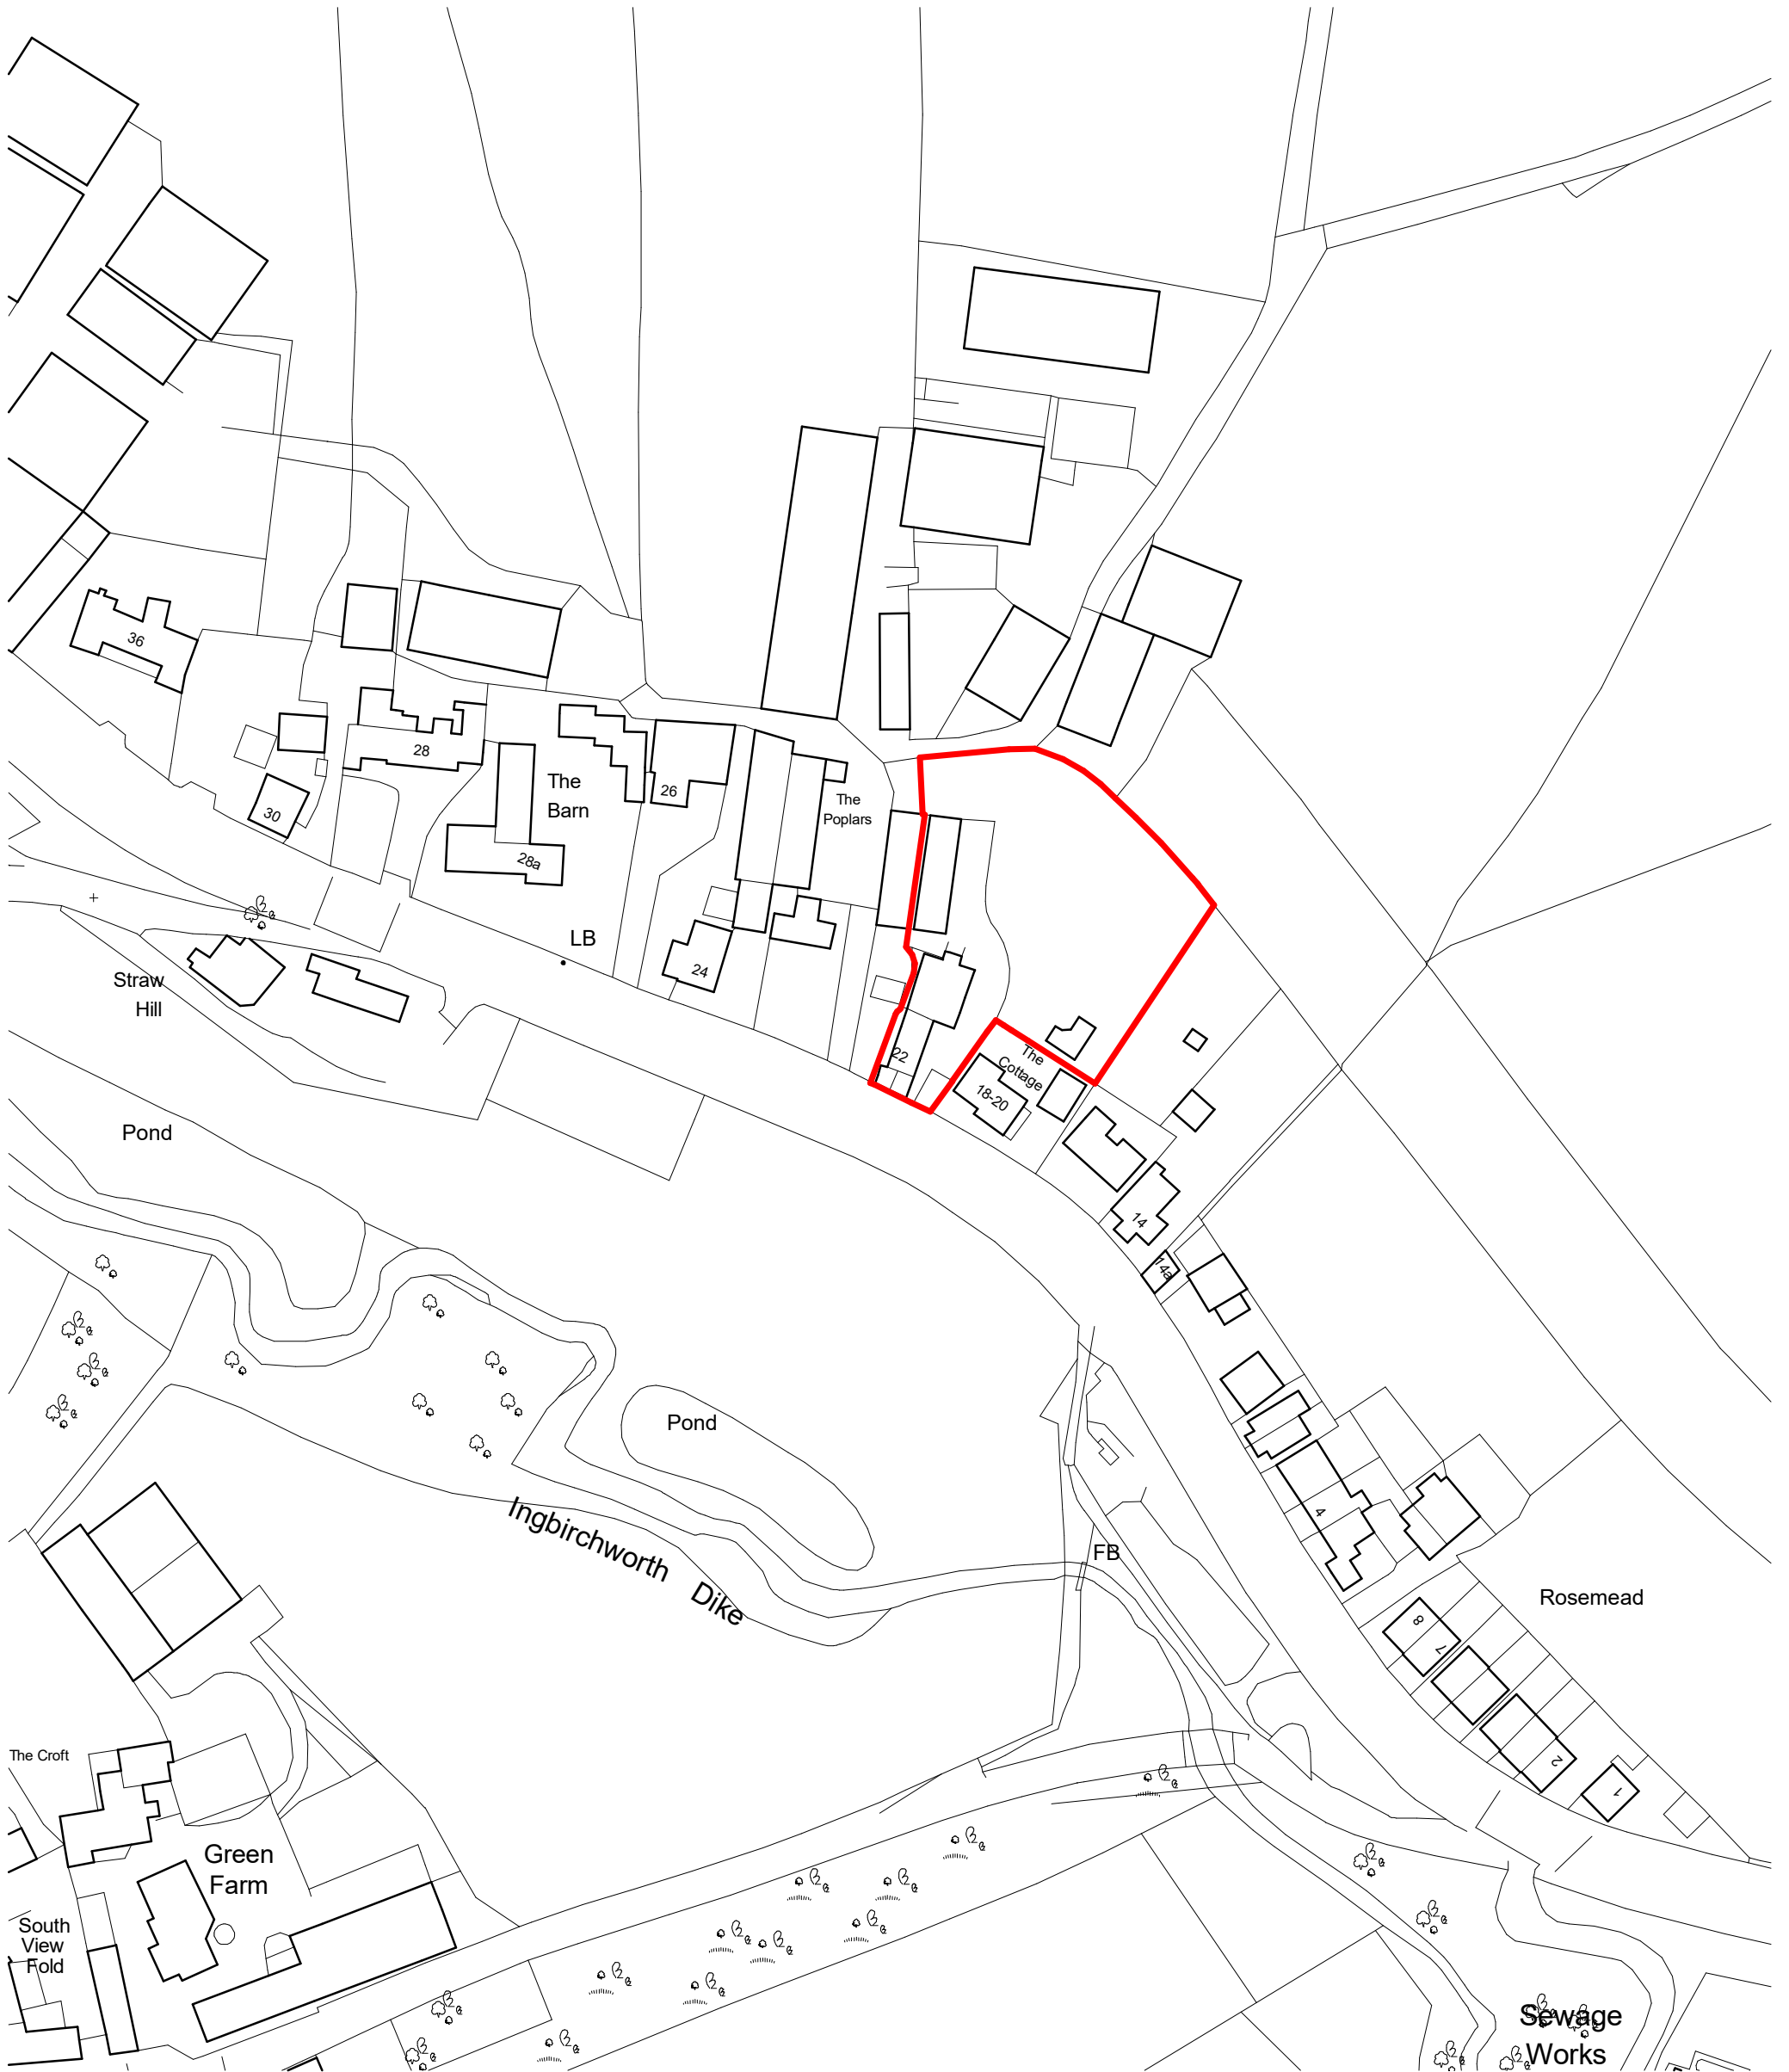 36
28
The
Barn
26
The
Poplars
30
28a
LB
24
Straw
Hill
22
The
Cottage
18-20
Pond
14
14a
Pond
4
Ingbirchworth Dike
FB
Rosemead
8
7
2
1
The Croft
Green
Farm
South
View
Fold
Sewage
Works